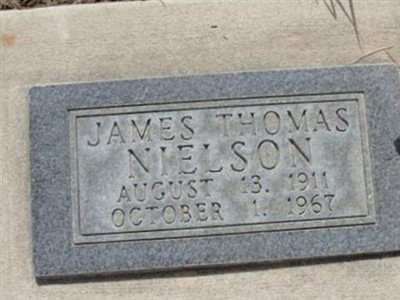 JAMES THOMAS
NIELSON
AUGUST 13. 1911
OCTOBER 1. 1967